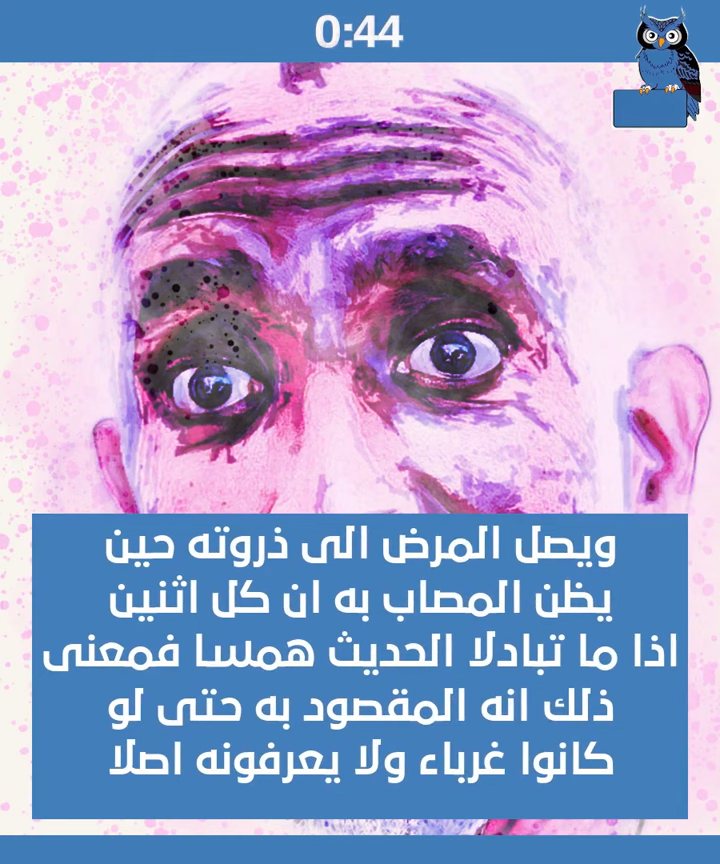 0:44
ويصل المرض الى ذروته حين
يظن المصاب به ان كل اثنين
اذا ما تبادلا الحديث همسا فمعنى
ذلك انه المقصود به حتى لو
كانوا غرباء ولا يعرفونه اصلا